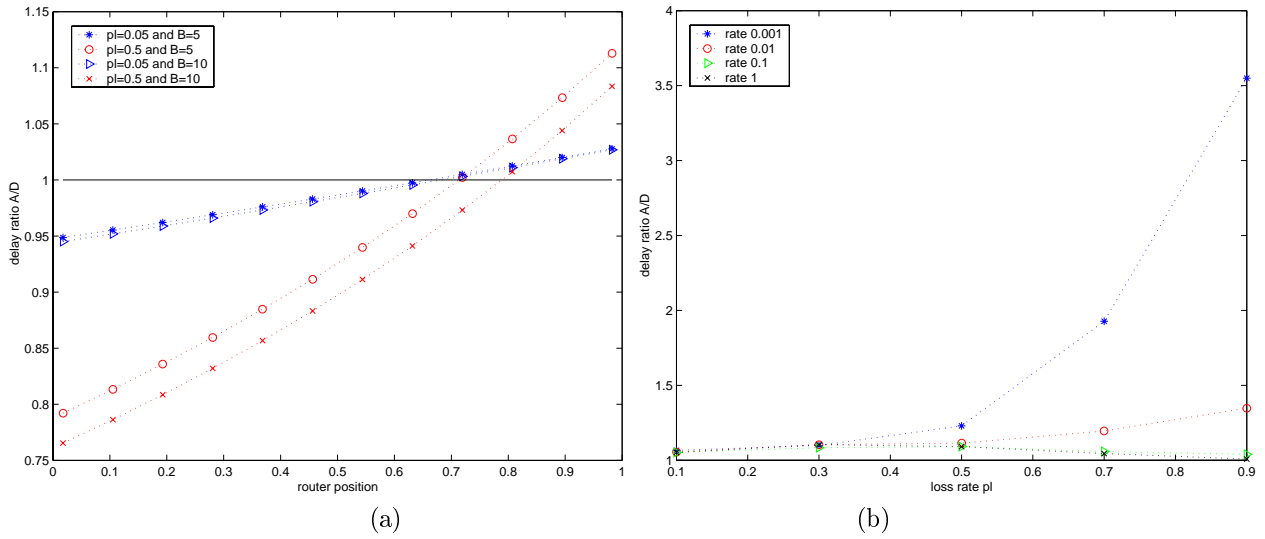 1.15
1.1
1.05
1
0.95
0.9
0.85
0.8
0.75
delay ratio A/D
pl=0.05 and B=5
pl=0.5 and B=5
pl=0.05 and B=10
pl=0.5 and B=10
0 0.1 0.2 0.3 0.4 0.5 0.6 0.7 0.8 0.9 1
router position
(a)
4
3.5
3
2.5
2
1.5
1
delay ratio A/D
rate 0.001
rate 0.01
rate 0.1
rate 1
0.1 0.2 0.3 0.4 0.5 0.6 0.7 0.8 0.9
loss rate pl
(b)